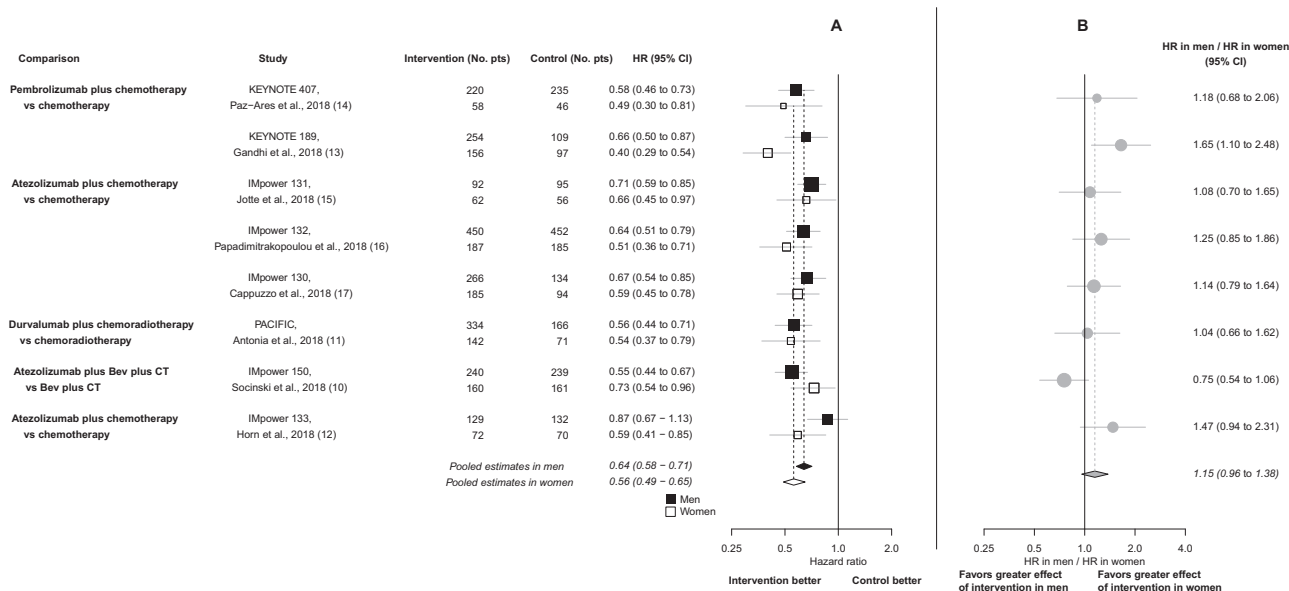 A
B
Comparison Study Intervention (No. pts) Control (No. pts) HR (95% CI)
HR in men / HR in women
(95% CI)
Pembrolizumab plus chemotherapy KEYNOTE 407, 220 235 0.58 (0.46 to 0.73)
vs chemotherapy Paz−Ares et al., 2018 (14) 58 46 0.49 (0.30 to 0.81)
1.18 (0.68 to 2.06)
KEYNOTE 189, 254 109 0.66 (0.50 to 0.87)
Gandhi et al., 2018 (13) 156 97 0.40 (0.29 to 0.54)
1.65 (1.10 to 2.48)
Atezolizumab plus chemotherapy IMpower 131, 92 95 0.71 (0.59 to 0.85)
vs chemotherapy Jotte et al., 2018 (15) 62 56 0.66 (0.45 to 0.97)
1.08 (0.70 to 1.65)
IMpower 132, 450 452 0.64 (0.51 to 0.79)
Papadimitrakopoulou et al., 2018 (16) 187 185 0.51 (0.36 to 0.71)
1.25 (0.85 to 1.86)
IMpower 130, 266 134 0.67 (0.54 to 0.85)
Cappuzzo et al., 2018 (17) 185 94 0.59 (0.45 to 0.78)
1.14 (0.79 to 1.64)
Durvalumab plus chemoradiotherapy PACIFIC, 334 166 0.56 (0.44 to 0.71)
vs chemoradiotherapy Antonia et al., 2018 (11) 142 71 0.54 (0.37 to 0.79)
1.04 (0.66 to 1.62)
Atezolizumab plus Bev plus CT IMpower 150, 240 239 0.55 (0.44 to 0.67)
vs Bev plus CT Socinski et al., 2018 (10) 160 161 0.73 (0.54 to 0.96)
0.75 (0.54 to 1.06)
Atezolizumab plus chemotherapy IMpower 133, 129 132 0.87 (0.67 − 1.13)
vs chemotherapy Horn et al., 2018 (12) 72 70 0.59 (0.41 − 0.85)
1.47 (0.94 to 2.31)
Pooled estimates in men 0.64 (0.58 − 0.71)
Pooled estimates in women 0.56 (0.49 − 0.65)
1.15 (0.96 to 1.38)
Men
Women
0.25 0.5 1.0 2.0
Hazard ratio
Intervention better Control better
0.25 0.5 1.0 2.0 4.0
HR in men / HR in women
Favors greater effect Favors greater effect
of intervention in men of intervention in women